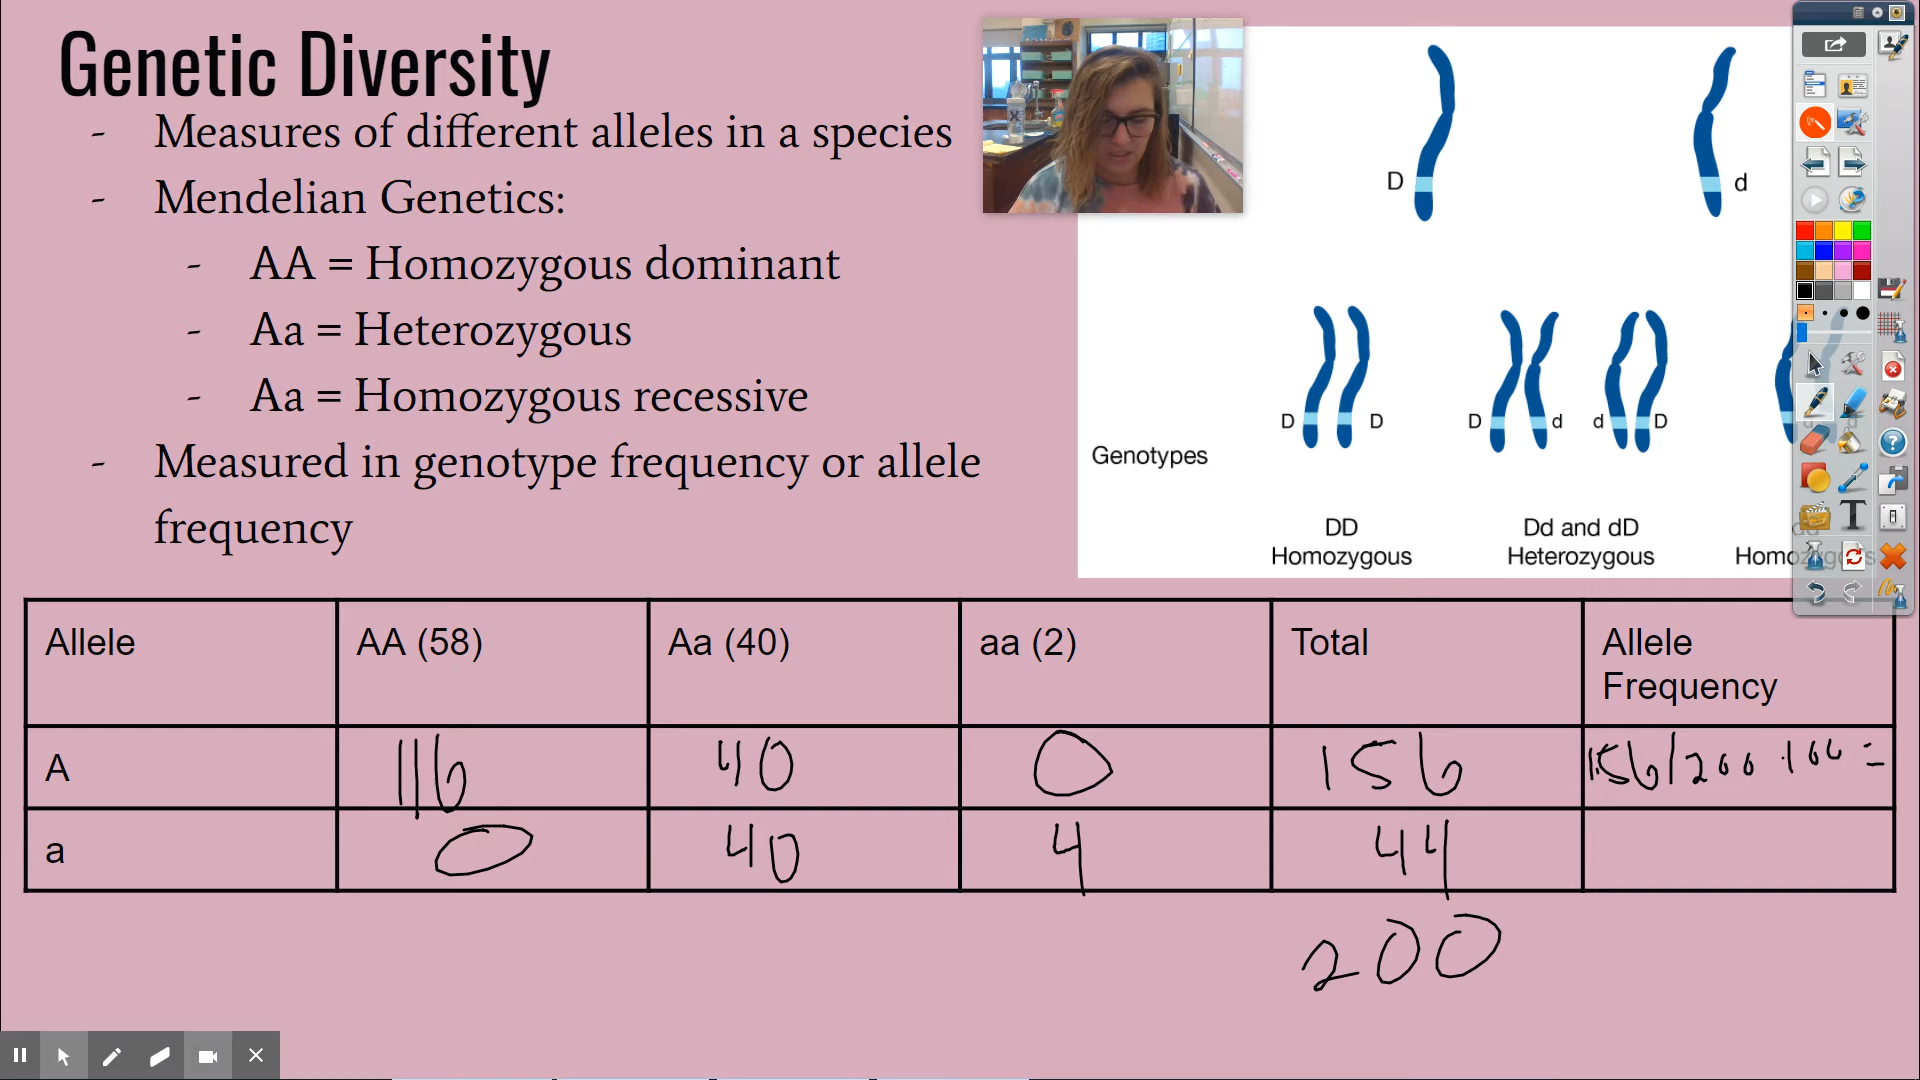 Genetic Diversity
- Measures of different alleles in a species
- Mendelian Genetics:
- AA = Homozygous dominant
- Aa = Heterozygous
- Aa = Homozygous recessive
- Measured in genotype frequency or allele
frequency
D
d
D D D d d D d
Genotypes
DD
Homozygous
Dd and dD
Heterozygous
dd
Homozygous
Allele AA (58) Aa (40) aa (2) Total Allele
Frequency
A 116 40 0 156 156/200 · 100 =
a 0 40 4 44
200